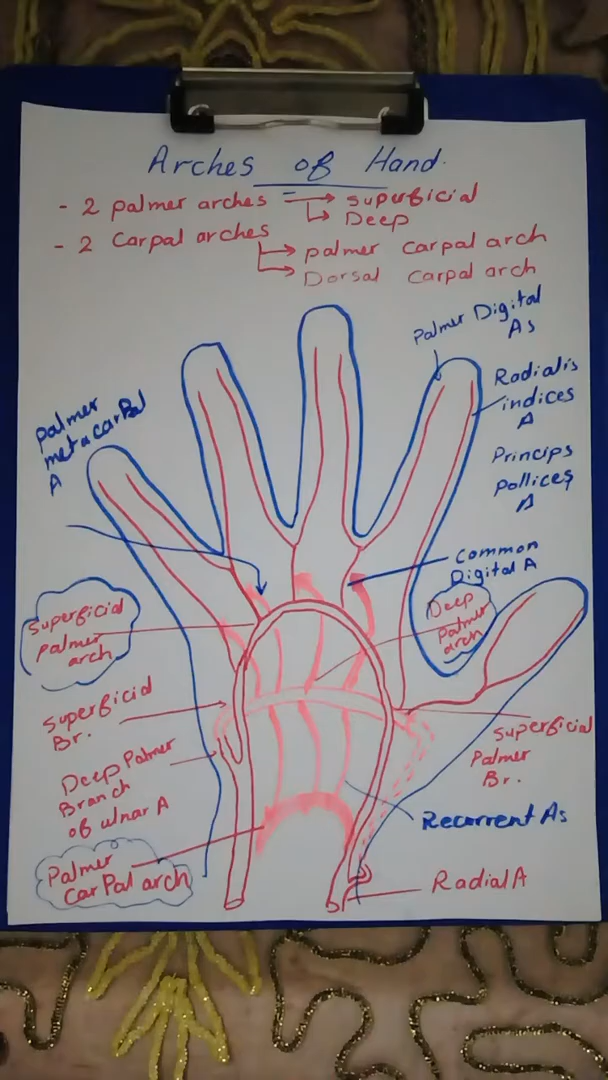 Arches of Hand.
- 2 palmer arches → superficial
→ Deep
- 2 Carpal arches
→ palmer carpal arch
→ Dorsal carpal arch
Palmer Digital
As
Radialis
indices
A
Princips
pollices
A
palmer
metacarpal
A
Common
Digital A
Deep
palmer
arch
Superficial
palmer
arch
Superficial
Br.
Superficial
Palmer
Br.
Deep Palmer
Branch
of ulnar A
Recurrent As
Palmer
Carpal arch
Radial A